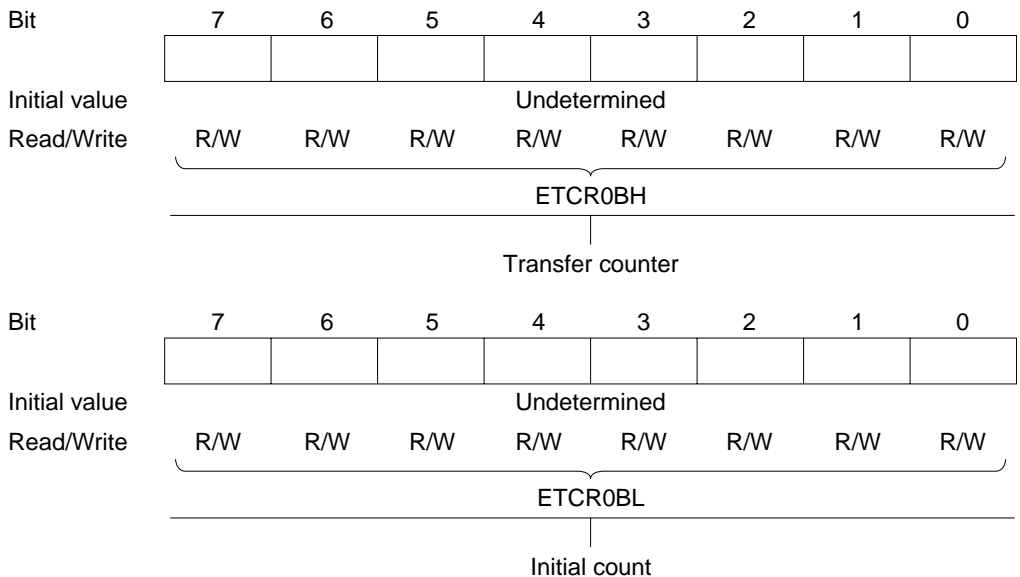 Bit 7 6 5 4 3 2 1 0
Initial value Undetermined
Read/Write R/W R/W R/W R/W R/W R/W R/W R/W
ETCR0BH
Transfer counter
Bit 7 6 5 4 3 2 1 0
Initial value Undetermined
Read/Write R/W R/W R/W R/W R/W R/W R/W R/W
ETCR0BL
Initial count